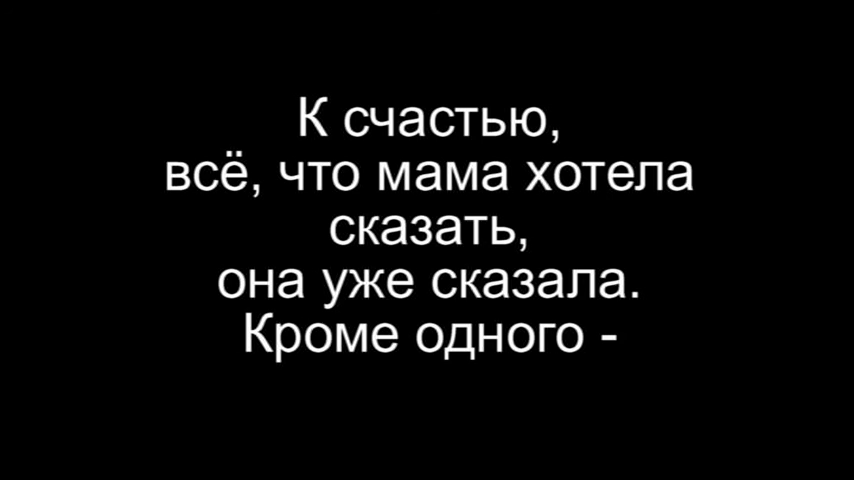 К счастью,
всё, что мама хотела
сказать,
она уже сказала.
Кроме одного -